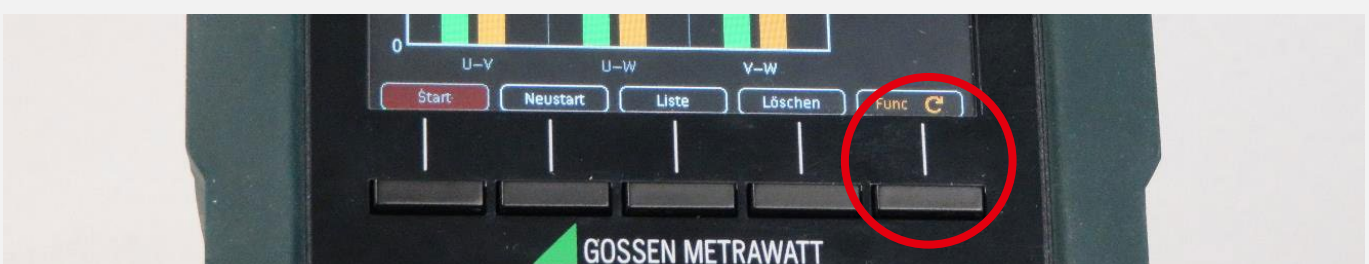 0
U–V U–W V–W
Start Neustart Liste Löschen Func
GOSSEN METRAWATT